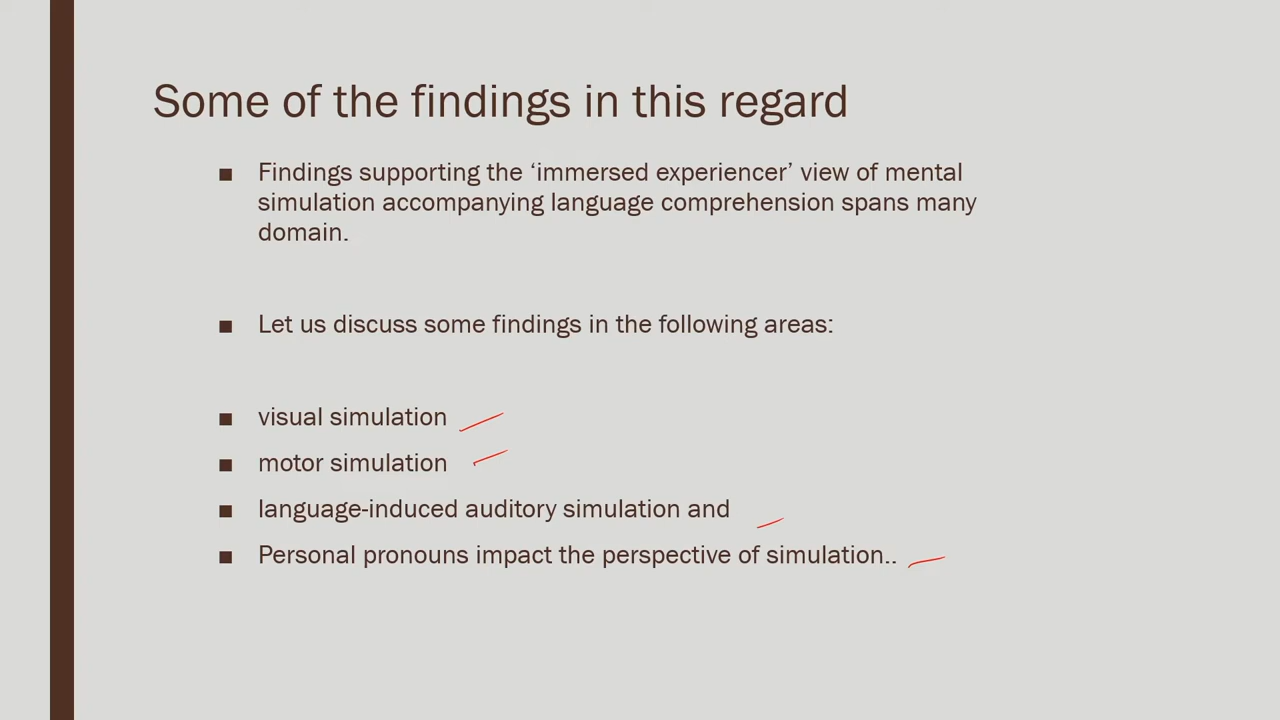 Some of the findings in this regard
■ Findings supporting the ‘immersed experiencer’ view of mental
simulation accompanying language comprehension spans many
domain.
■ Let us discuss some findings in the following areas:
■ visual simulation
■ motor simulation
■ language-induced auditory simulation and
■ Personal pronouns impact the perspective of simulation..